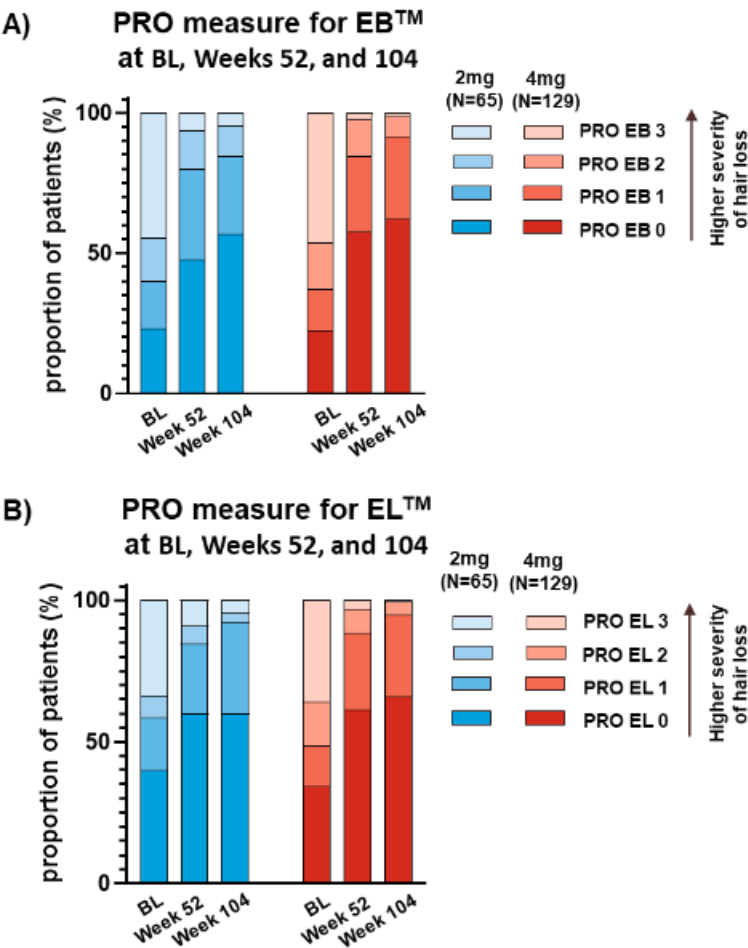 A)
PRO measure for EB™
at BL, Weeks 52, and 104
proportion of patients (%)
100
50
0
BL
Week 52
Week 104
BL
Week 52
Week 104
2mg
(N=65)
4mg
(N=129)
PRO EB 3
PRO EB 2
PRO EB 1
PRO EB 0
Higher severity
of hair loss
B)
PRO measure for EL™
at BL, Weeks 52, and 104
proportion of patients (%)
100
50
0
BL
Week 52
Week 104
BL
Week 52
Week 104
2mg
(N=65)
4mg
(N=129)
PRO EL 3
PRO EL 2
PRO EL 1
PRO EL 0
Higher severity
of hair loss